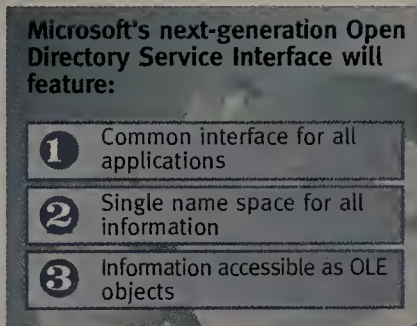 Microsoft's next-generation Open
Directory Service Interface will
feature:
1 Common interface for all
applications
2 Single name space for all
information
3 Information accessible as OLE
objects